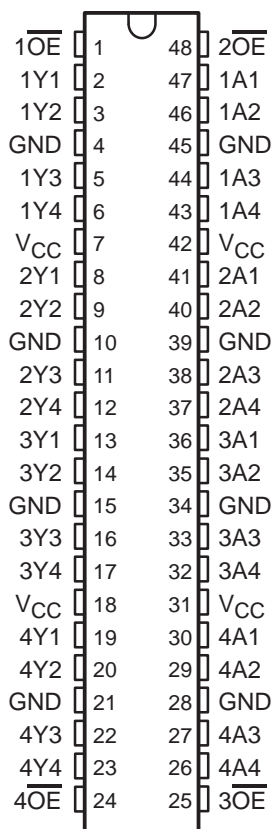 1O̅E̅ 1 48 2O̅E̅
1Y1 2 47 1A1
1Y2 3 46 1A2
GND 4 45 GND
1Y3 5 44 1A3
1Y4 6 43 1A4
VCC 7 42 VCC
2Y1 8 41 2A1
2Y2 9 40 2A2
GND 10 39 GND
2Y3 11 38 2A3
2Y4 12 37 2A4
3Y1 13 36 3A1
3Y2 14 35 3A2
GND 15 34 GND
3Y3 16 33 3A3
3Y4 17 32 3A4
VCC 18 31 VCC
4Y1 19 30 4A1
4Y2 20 29 4A2
GND 21 28 GND
4Y3 22 27 4A3
4Y4 23 26 4A4
4O̅E̅ 24 25 3O̅E̅